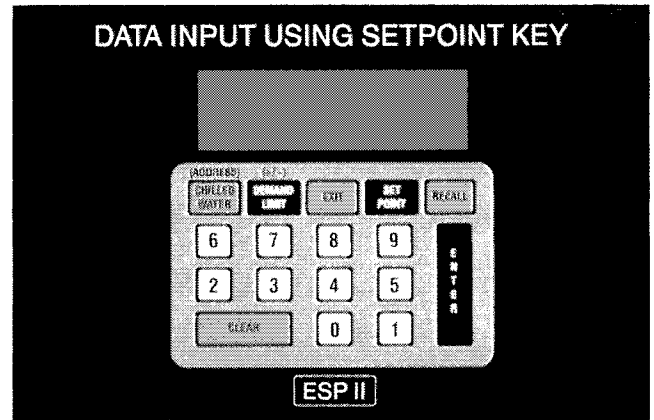 DATA INPUT USING SETPOINT KEY
(ADDRESS) (+/-)
CHILLED WATER DEMAND LIMIT EXIT SET POINT RECALL
6 7 8 9
2 3 4 5
ENTER
CLEAR 0 1
ESP II